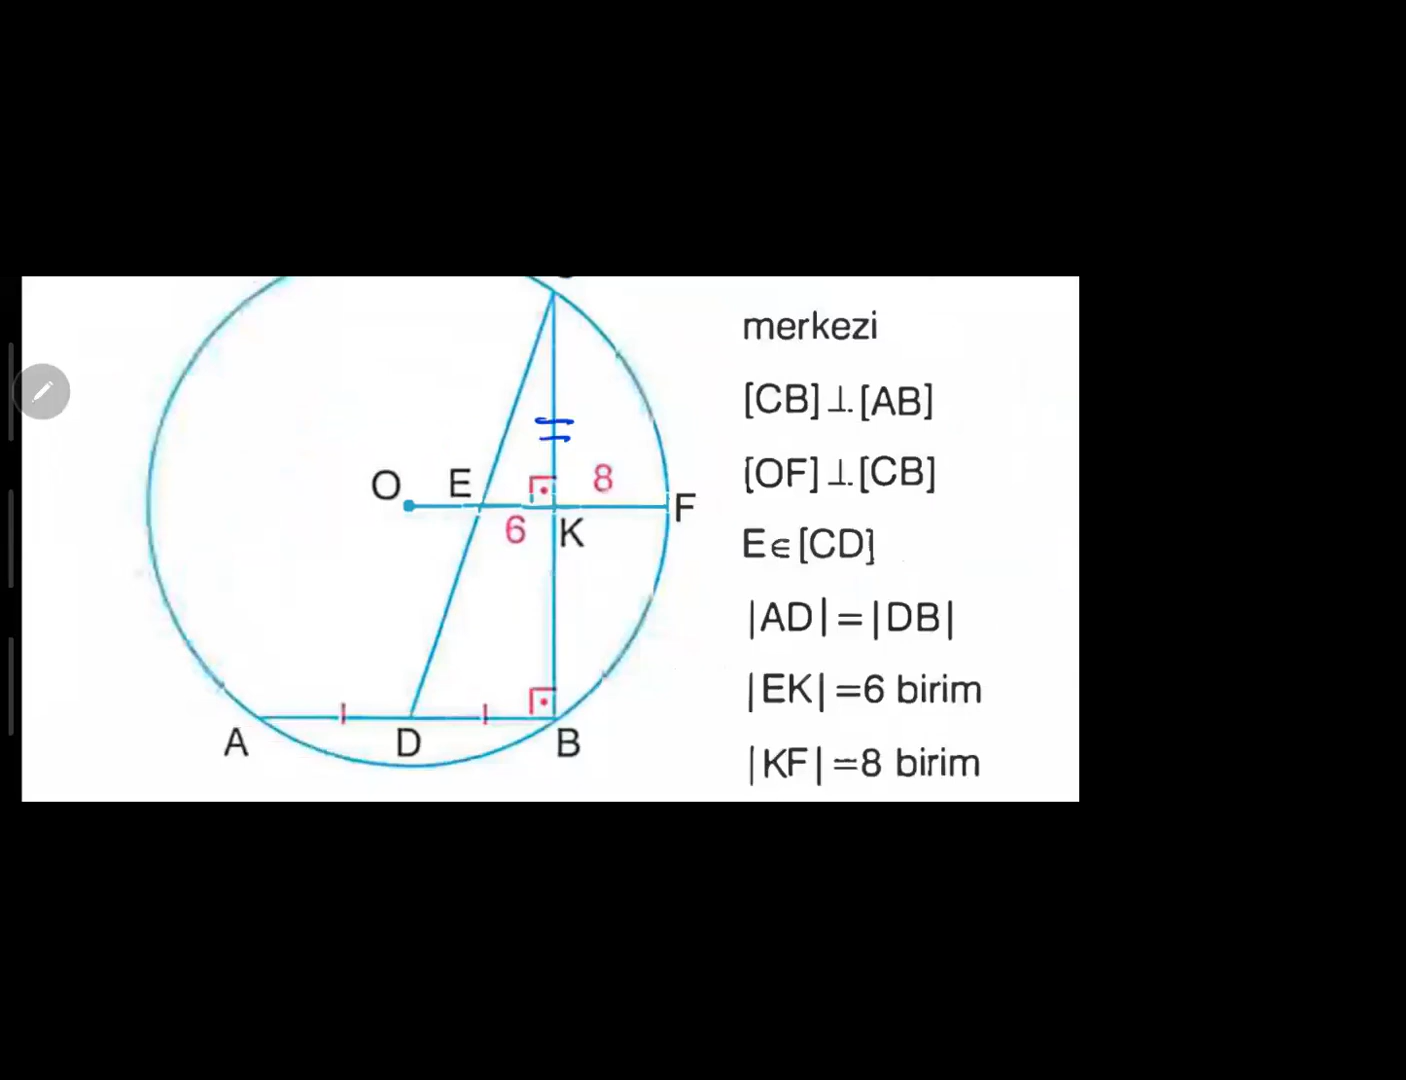 merkezi
[CB]⊥[AB]
[OF]⊥[CB]
E∈[CD]
|AD|=|DB|
|EK|=6 birim
|KF|=8 birim
O E 8
F
6 K
A D B